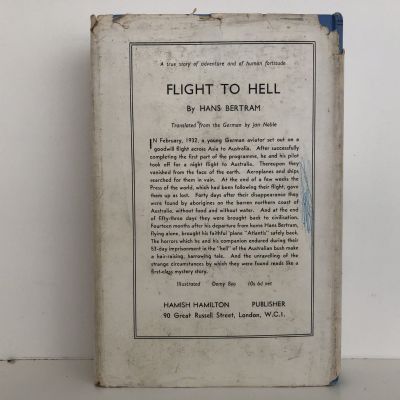 A true story of adventure and of human fortitude
FLIGHT TO HELL
By HANS BERTRAM
Translated from the German by Jan Noble
IN February, 1932, a young German aviator set out on a
goodwill flight across Asia to Australia. After successfully
completing the first part of the programme, he and his pilot
took off for a night flight to Australia. Thereupon they
vanished from the face of the earth. Aeroplanes and ships
searched for them in vain. At the end of a few weeks the
Press of the world, which had been following their flight, gave
them up as lost. Forty days after their disappearance they
were found by aborigines on the barren northern coast of
Australia, without food and without water. And at the end
of fifty-three days they were brought back to civilisation.
Fourteen months after his departure from home Hans Bertram,
flying alone, brought his faithful 'plane "Atlantis" safely back.
The horrors which he and his companion endured during their
53-day imprisonment in the "hell" of the Australian bush make
a hair-raising, harrowing tale. And the unravelling of the
strange circumstances by which they were found reads like a
first-class mystery story.
Illustrated Demy 8vo 10s 6d net
HAMISH HAMILTON PUBLISHER
90 Great Russell Street, London, W.C.1.